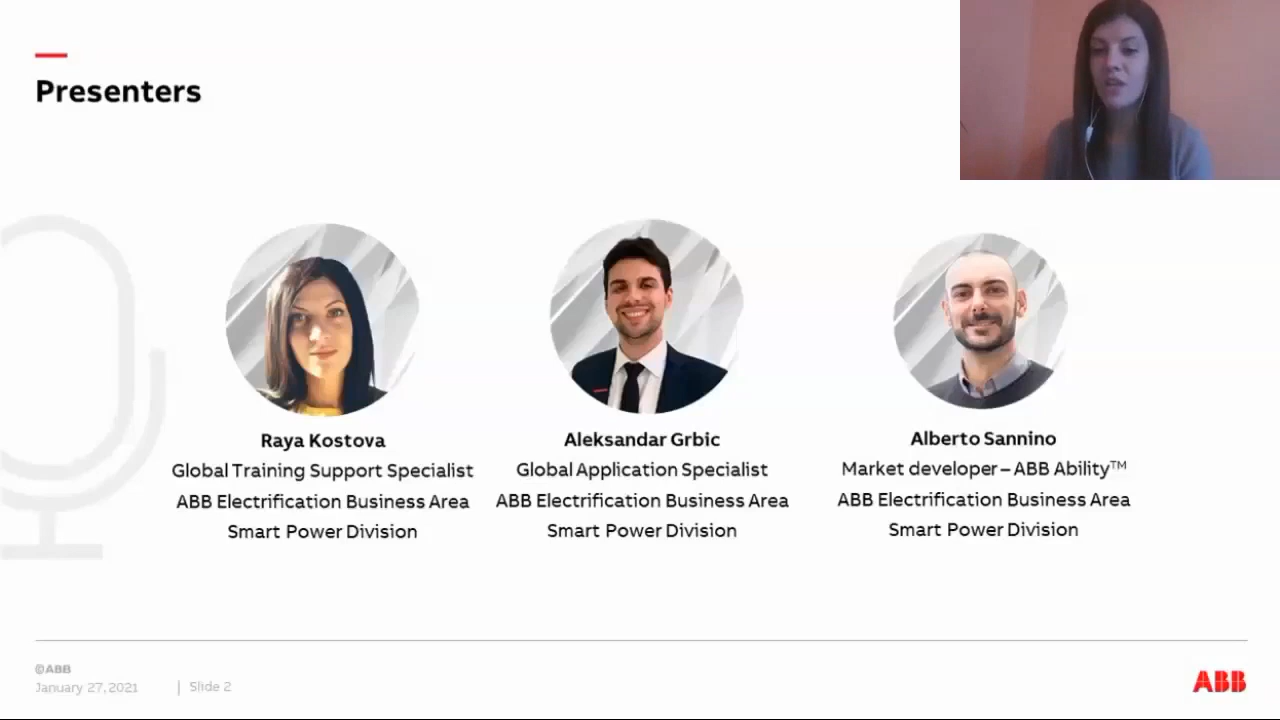 Presenters
Raya Kostova
Global Training Support Specialist
ABB Electrification Business Area
Smart Power Division
Aleksandar Grbic
Global Application Specialist
ABB Electrification Business Area
Smart Power Division
Alberto Sannino
Market developer – ABB Ability™
ABB Electrification Business Area
Smart Power Division
©ABB
January 27, 2021 | Slide 2
ABB